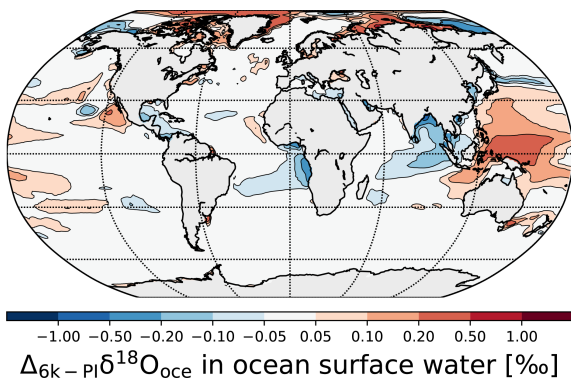 −1.00 −0.50 −0.20 −0.10 −0.05 0.05 0.10 0.20 0.50 1.00
Δ₆ₖ₋ₚᵢδ¹⁸Oₒcₑ in ocean surface water [‰]